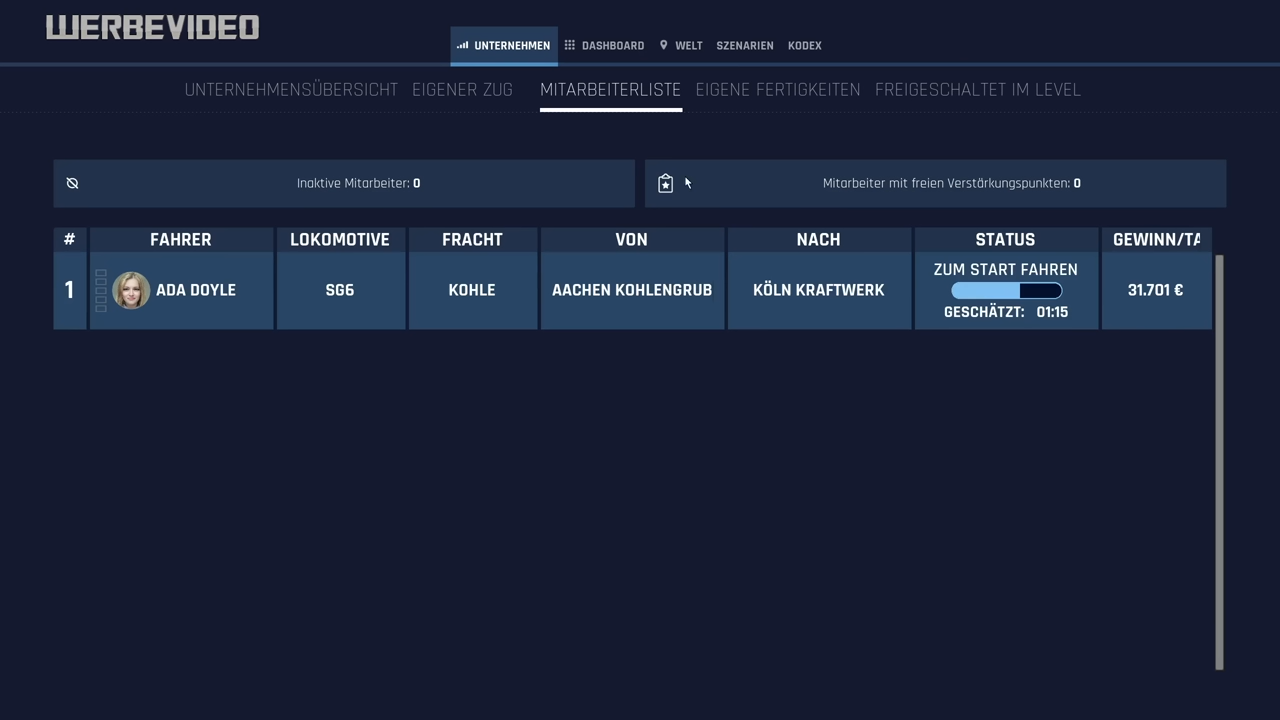 WERBEVIDEO
UNTERNEHMEN DASHBOARD WELT SZENARIEN KODEX
UNTERNEHMENSÜBERSICHT EIGENER ZUG MITARBEITERLISTE EIGENE FERTIGKEITEN FREIGESCHALTET IM LEVEL
Inaktive Mitarbeiter: 0
Mitarbeiter mit freien Verstärkungspunkten: 0
# FAHRER LOKOMOTIVE FRACHT VON NACH STATUS GEWINN/TA
1 ADA DOYLE SG6 KOHLE AACHEN KOHLENGRUB KÖLN KRAFTWERK ZUM START FAHREN 31.701 €
GESCHÄTZT: 01:15